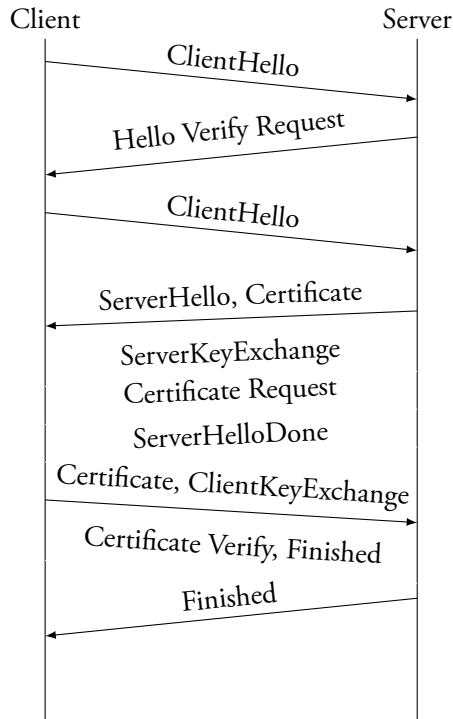 Client
Server
ClientHello
Hello Verify Request
ClientHello
ServerHello, Certificate
ServerKeyExchange
Certificate Request
ServerHelloDone
Certificate, ClientKeyExchange
Certificate Verify, Finished
Finished